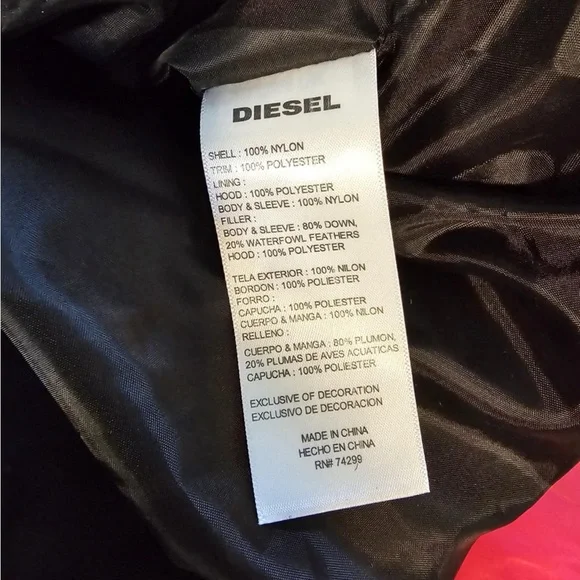 DIESEL
SHELL : 100% NYLON
TRIM : 100% POLYESTER
LINING :
HOOD : 100% POLYESTER
BODY & SLEEVE : 100% NYLON
FILLER :
BODY & SLEEVE : 80% DOWN,
20% WATERFOWL FEATHERS
HOOD : 100% POLYESTER
TELA EXTERIOR : 100% NILON
BORDON : 100% POLIESTER
FORRO :
CAPUCHA : 100% POLIESTER
CUERPO & MANGA : 100% NILON
RELLENO :
CUERPO & MANGA : 80% PLUMON,
20% PLUMAS DE AVES ACUATICAS
CAPUCHA : 100% POLIESTER
EXCLUSIVE OF DECORATION
EXCLUSIVO DE DECORACION
MADE IN CHINA
HECHO EN CHINA
RN# 74299